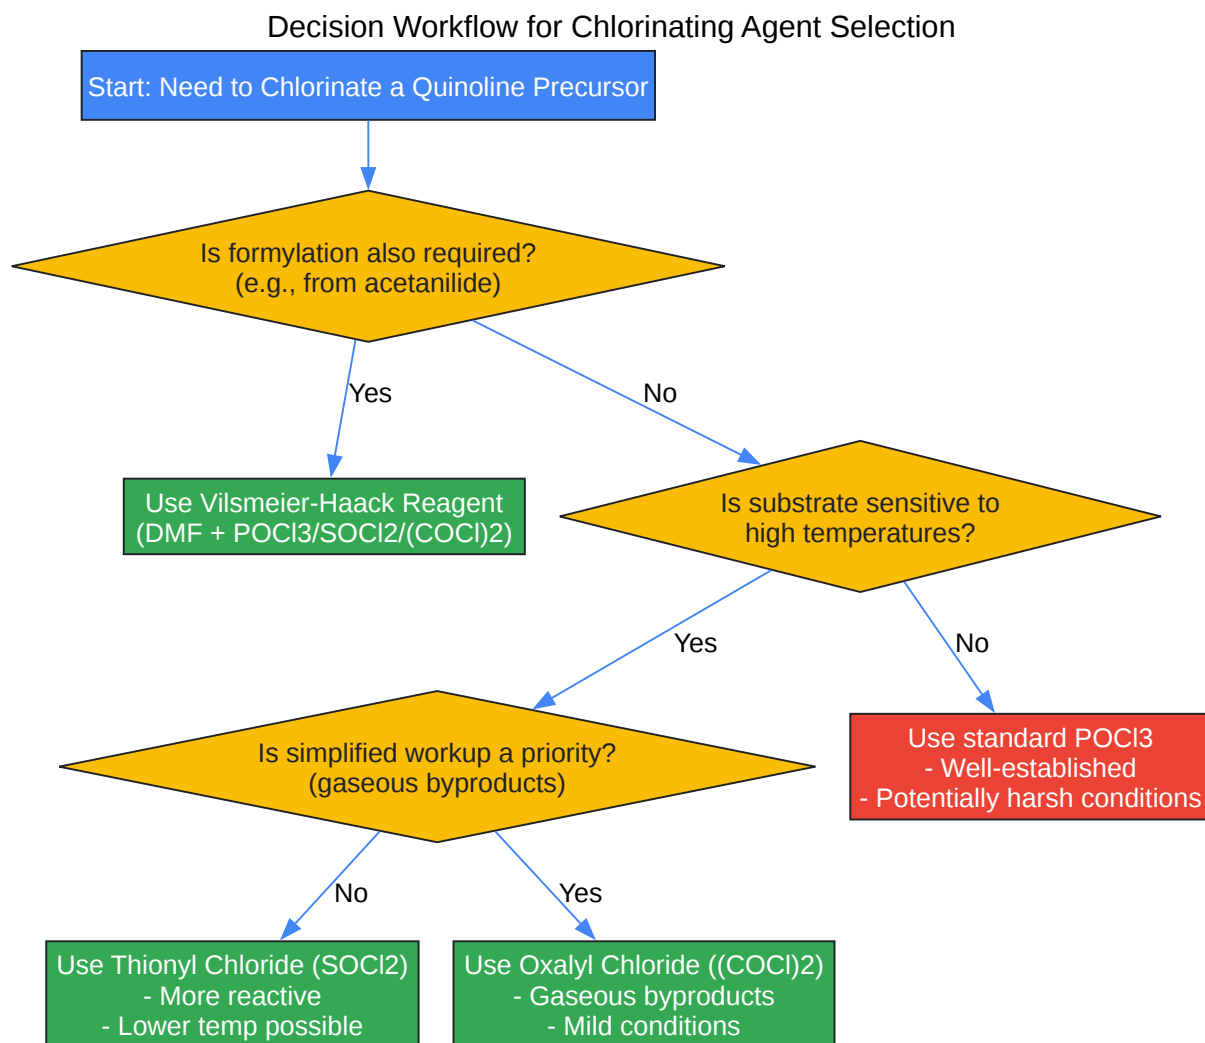 Decision Workflow for Chlorinating Agent Selection
Start: Need to Chlorinate a Quinoline Precursor
Is formylation also required?
(e.g., from acetanilide)
Yes
No
Use Vilsmeier-Haack Reagent
(DMF + POCl3/SOCl2/(COCl)2)
Is substrate sensitive to
high temperatures?
Yes
No
Is simplified workup a priority?
(gaseous byproducts)
Use standard POCl3
- Well-established
- Potentially harsh conditions
No
Yes
Use Thionyl Chloride (SOCl2)
- More reactive
- Lower temp possible
Use Oxalyl Chloride ((COCl)2)
- Gaseous byproducts
- Mild conditions